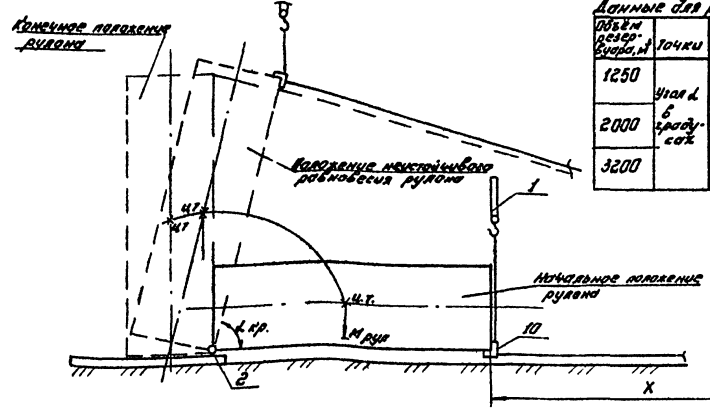 Конечное положение
рулона
Данные для р
Объём
резер-
вуара, м³
Точки
1250
2000
3200
Угол α
в
граду-
сах
Положение неустойчивого
равновесия рулона
1
ц.т.
ц.т.
ц.т.
Начальное положение
рулона
α кр.
М рул
10
2
X